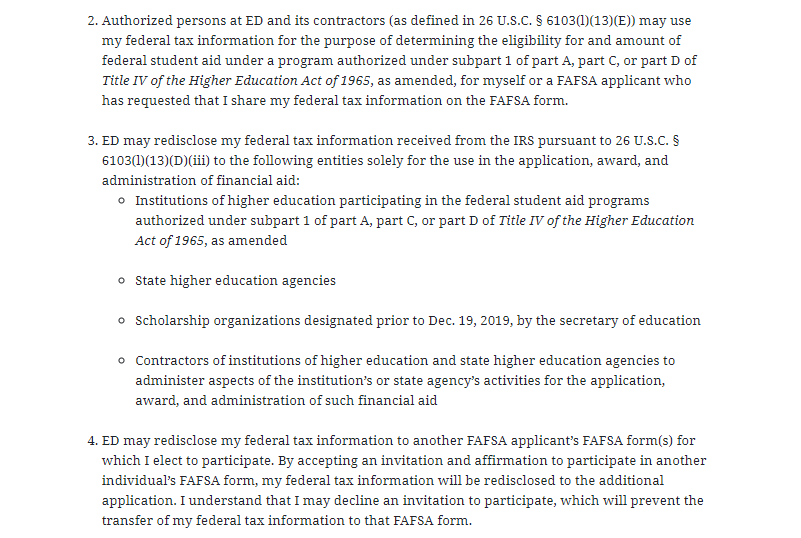 2. Authorized persons at ED and its contractors (as defined in 26 U.S.C. § 6103(l)(13)(E)) may use
my federal tax information for the purpose of determining the eligibility for and amount of
federal student aid under a program authorized under subpart 1 of part A, part C, or part D of
Title IV of the Higher Education Act of 1965, as amended, for myself or a FAFSA applicant who
has requested that I share my federal tax information on the FAFSA form.
3. ED may redisclose my federal tax information received from the IRS pursuant to 26 U.S.C. §
6103(l)(13)(D)(iii) to the following entities solely for the use in the application, award, and
administration of financial aid:
Institutions of higher education participating in the federal student aid programs
authorized under subpart 1 of part A, part C, or part D of Title IV of the Higher Education
Act of 1965, as amended
State higher education agencies
Scholarship organizations designated prior to Dec. 19, 2019, by the secretary of education
Contractors of institutions of higher education and state higher education agencies to
administer aspects of the institution’s or state agency’s activities for the application,
award, and administration of such financial aid
4. ED may redisclose my federal tax information to another FAFSA applicant’s FAFSA form(s) for
which I elect to participate. By accepting an invitation and affirmation to participate in another
individual’s FAFSA form, my federal tax information will be redisclosed to the additional
application. I understand that I may decline an invitation to participate, which will prevent the
transfer of my federal tax information to that FAFSA form.